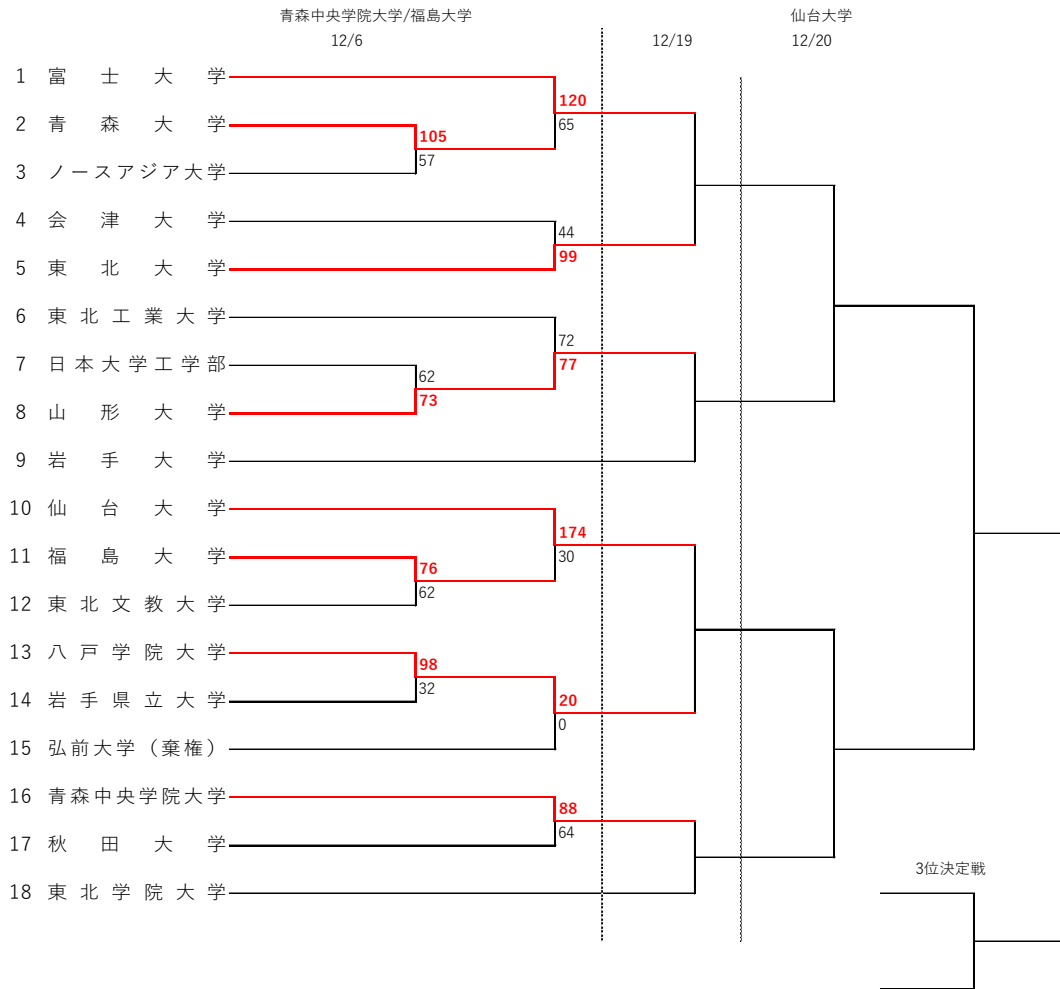 青森中央学院大学/福島大学
仙台大学
12/6
12/19
12/20
1 富士大学
120
2 青森大学
105
65
57
3 ノースアジア大学
4 会津大学
44
99
5 東北大学
6 東北工業大学
72
77
7 日本大学工学部
62
73
8 山形大学
9 岩手大学
10 仙台大学
174
30
11 福島大学
76
62
12 東北文教大学
13 八戸学院大学
98
32
14 岩手県立大学
20
0
15 弘前大学（棄権）
16 青森中央学院大学
88
64
17 秋田大学
3位決定戦
18 東北学院大学